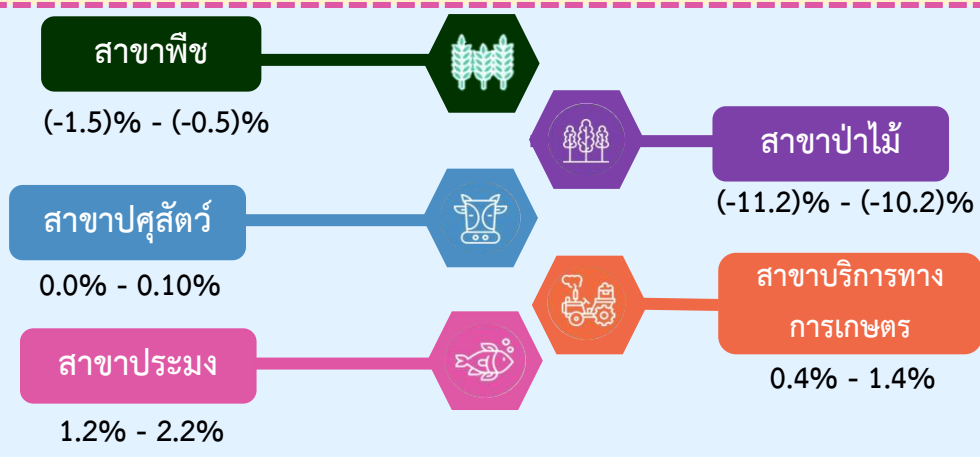 สาขาพืช
(-1.5)% - (-0.5)%
สาขาป่าไม้
(-11.2)% - (-10.2)%
สาขาปศุสัตว์
0.0% - 0.10%
สาขาบริการทาง
การเกษตร
0.4% - 1.4%
สาขาประมง
1.2% - 2.2%